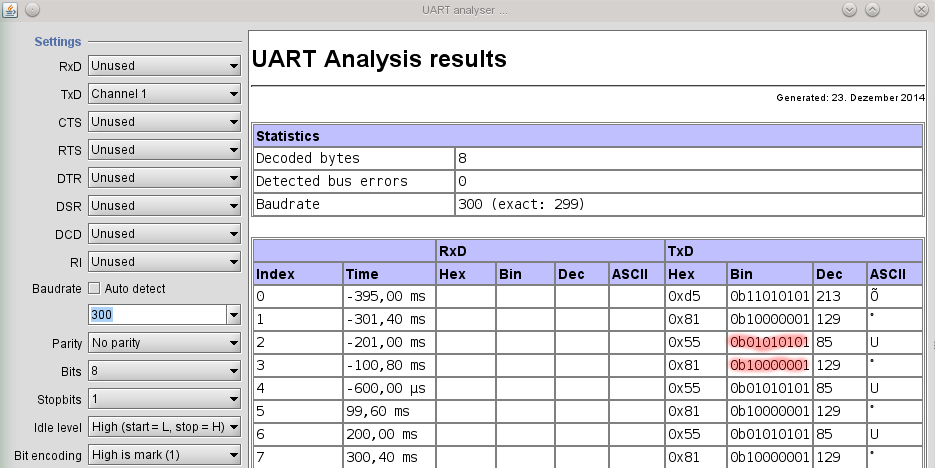 UART analyser ...
Settings
RxD Unused
TxD Channel 1
CTS Unused
RTS Unused
DTR Unused
DSR Unused
DCD Unused
RI Unused
Baudrate Auto detect
300
Parity No parity
Bits 8
Stopbits 1
Idle level High (start = L, stop = H)
Bit encoding High is mark (1)
UART Analysis results
Generated: 23. Dezember 2014
Statistics
Decoded bytes 8
Detected bus errors 0
Baudrate 300 (exact: 299)
RxD TxD
Index Time Hex Bin Dec ASCII Hex Bin Dec ASCII
0 -395,00 ms 0xd5 0b11010101 213 Õ
1 -301,40 ms 0x81 0b10000001 129 ·
2 -201,00 ms 0x55 0b01010101 85 U
3 -100,80 ms 0x81 0b10000001 129 ·
4 -600,00 µs 0x55 0b01010101 85 U
5 99,60 ms 0x81 0b10000001 129 ·
6 200,00 ms 0x55 0b01010101 85 U
7 300,40 ms 0x81 0b10000001 129 ·